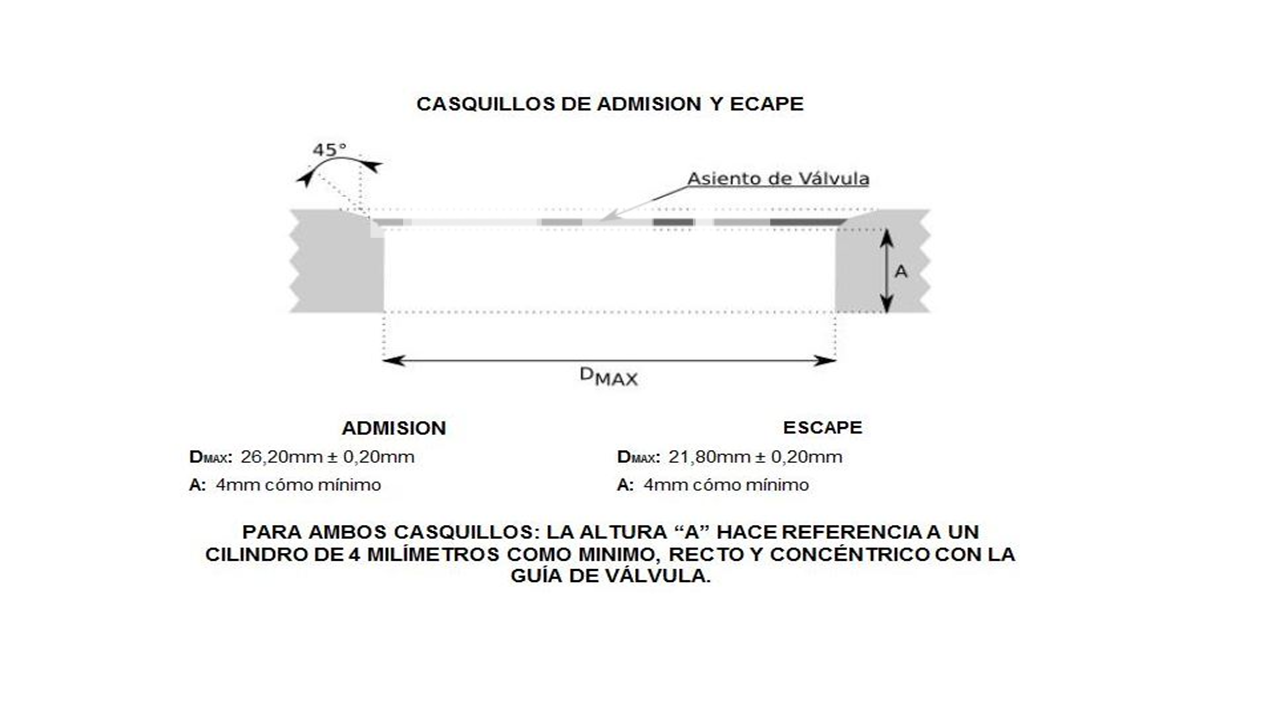 CASQUILLOS DE ADMISION Y ECAPE
45°
Asiento de Válvula
A
DMAX
ADMISION
DMAX: 26,20mm ± 0,20mm
A: 4mm cómo mínimo
ESCAPE
DMAX: 21,80mm ± 0,20mm
A: 4mm cómo mínimo
PARA AMBOS CASQUILLOS: LA ALTURA “A” HACE REFERENCIA A UN
CILINDRO DE 4 MILÍMETROS COMO MINIMO, RECTO Y CONCÉNTRICO CON LA
GUÍA DE VÁLVULA.